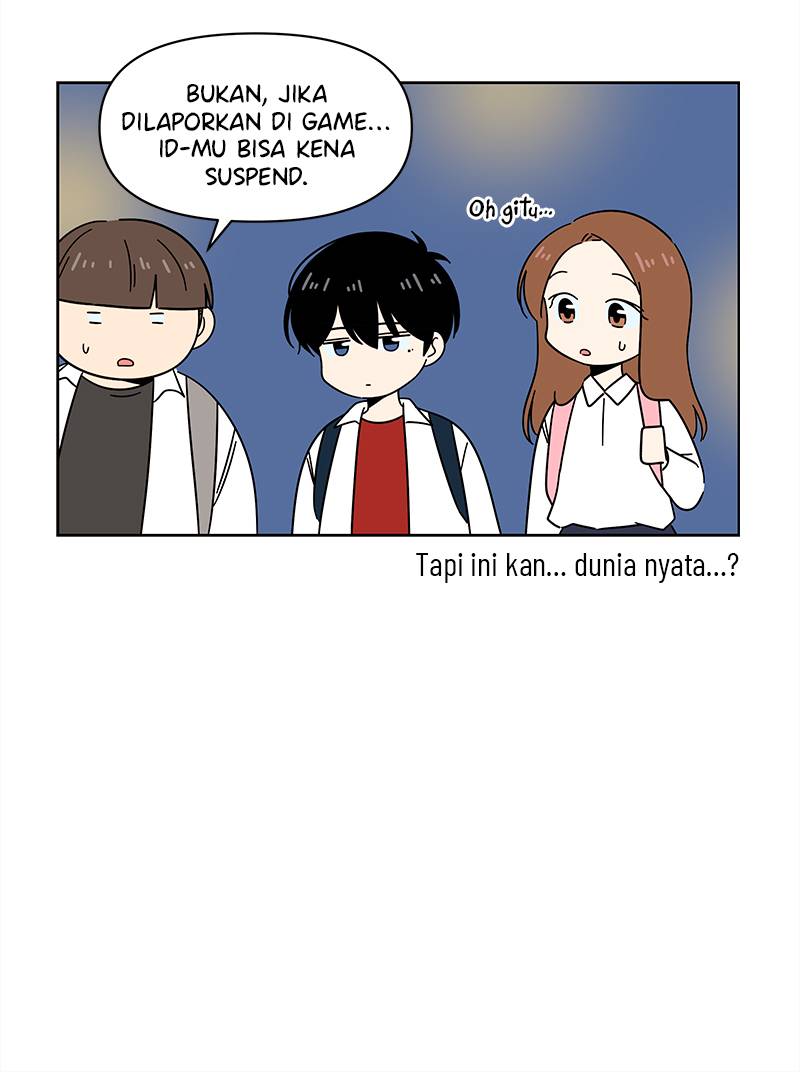 BUKAN, JIKA
DILAPORKAN DI GAME...
ID-MU BISA KENA
SUSPEND.
Oh gitu...
Tapi ini kan... dunia nyata...?